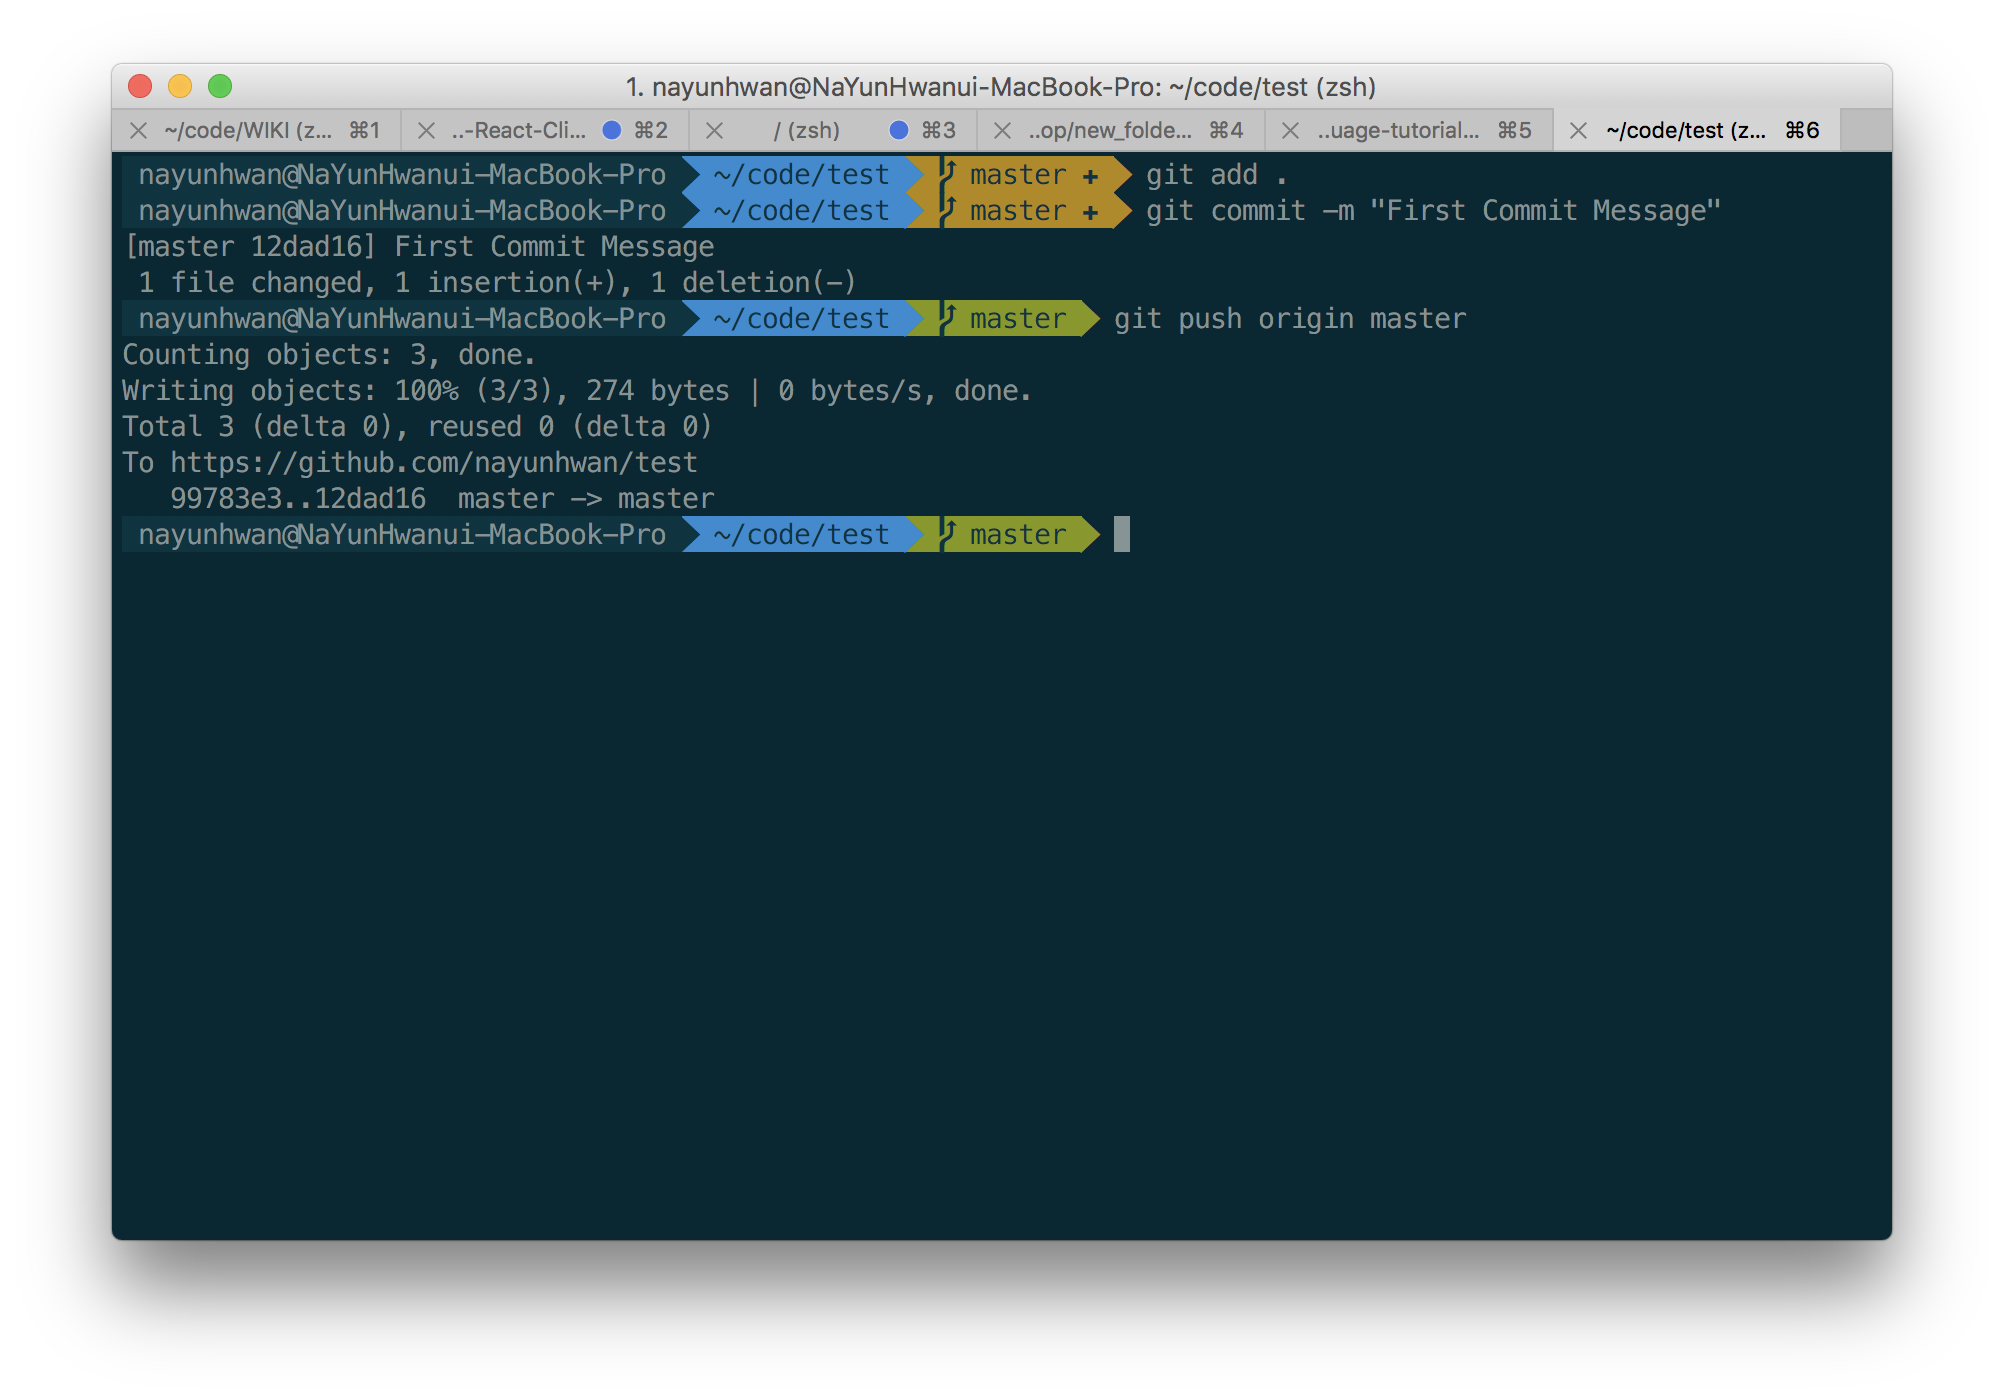 1. nayunhwan@NaYunHwanui-MacBook-Pro: ~/code/test (zsh)
~/code/WIKI (z... ⌘1 ..-React-Cli... ⌘2 / (zsh) ⌘3 ..op/new_folde... ⌘4 ..uage-tutorial... ⌘5 ~/code/test (z... ⌘6
nayunhwan@NaYunHwanui-MacBook-Pro ~/code/test master + git add .
nayunhwan@NaYunHwanui-MacBook-Pro ~/code/test master + git commit -m "First Commit Message"
[master 12dad16] First Commit Message
1 file changed, 1 insertion(+), 1 deletion(-)
nayunhwan@NaYunHwanui-MacBook-Pro ~/code/test master git push origin master
Counting objects: 3, done.
Writing objects: 100% (3/3), 274 bytes | 0 bytes/s, done.
Total 3 (delta 0), reused 0 (delta 0)
To https://github.com/nayunhwan/test
99783e3..12dad16 master -> master
nayunhwan@NaYunHwanui-MacBook-Pro ~/code/test master